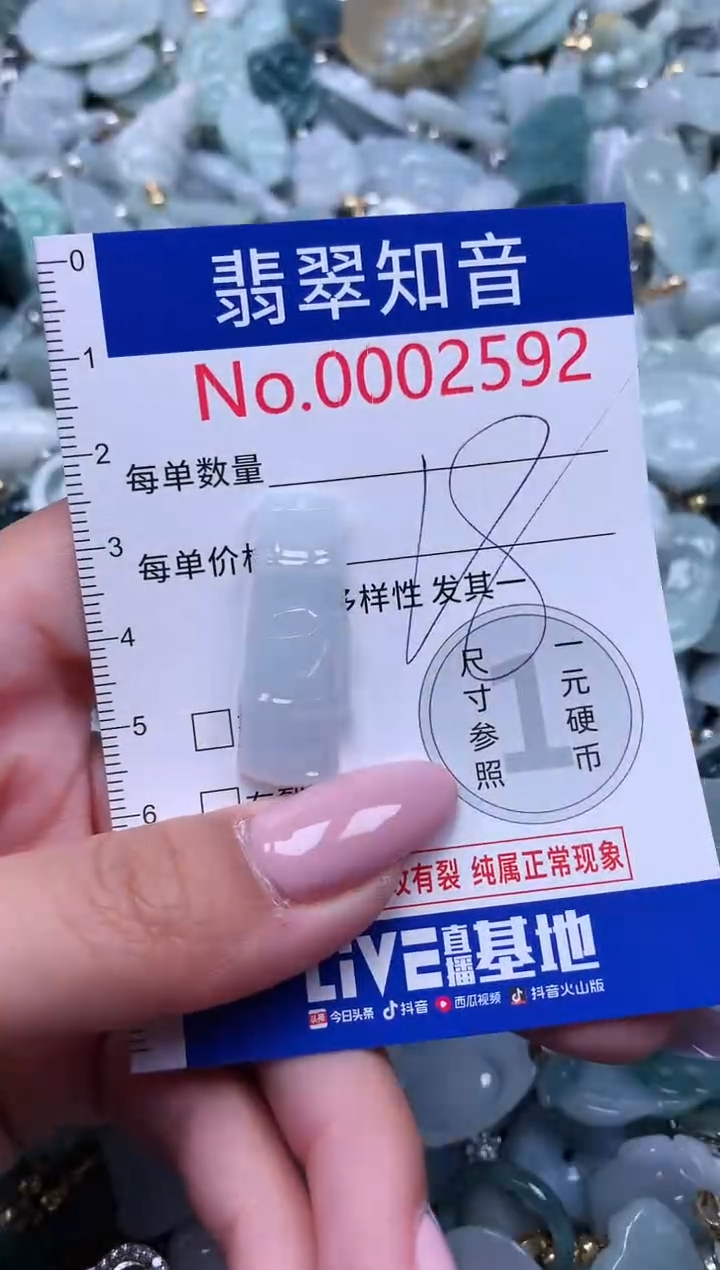 翡翠知音
No.0002592
0
1
2
3
4
5
6
每单数量
18
每单价
多样性 发其一
尺寸参照
一元硬币
1
有裂 纯属正常现象
LIVE直播基地
头条 今日头条 抖音 西瓜视频 抖音火山版